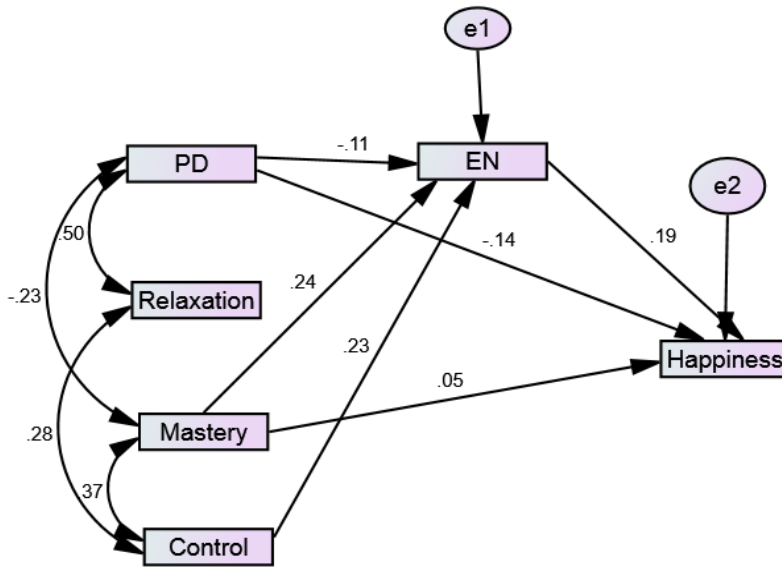 e1
-.11
PD
EN
e2
.50
-.14
.19
-.23
Relaxation
.24
.23
Happiness
.05
.28
Mastery
.37
Control